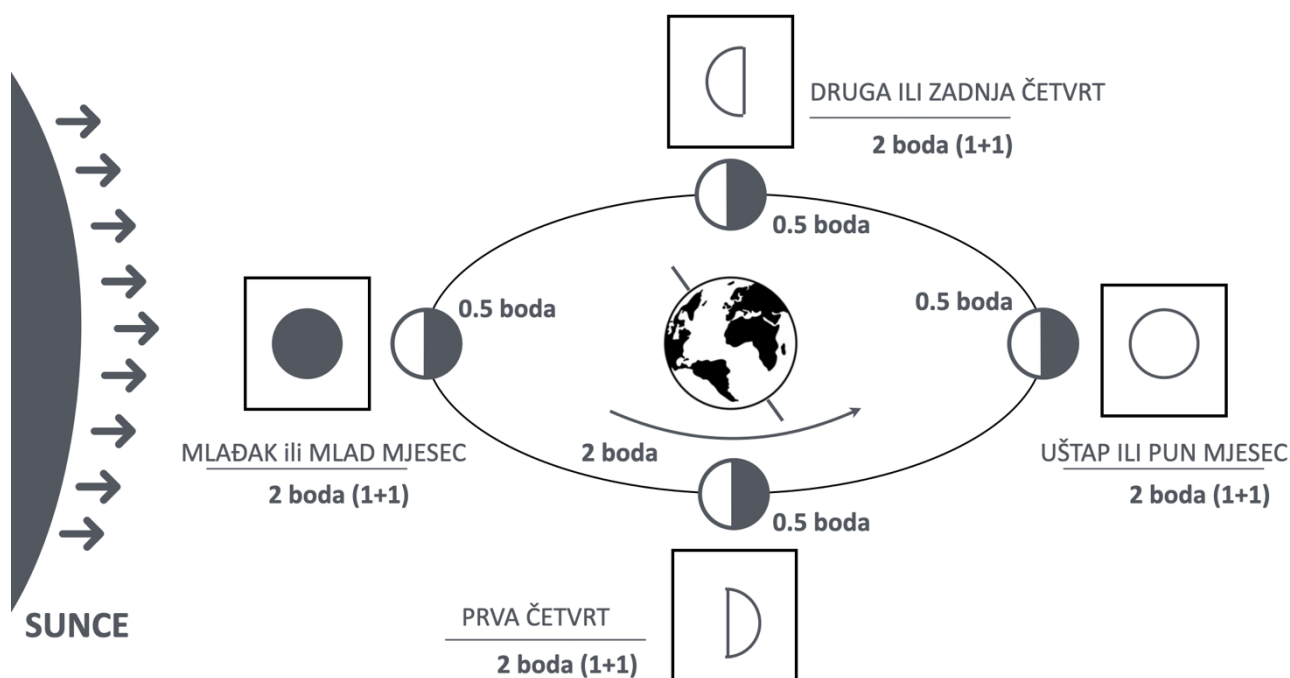 DRUGA ILI ZADNJA ČETVRT
2 boda (1+1)
0.5 boda
0.5 boda
0.5 boda
MLAĐAK ili MLAD MJESEC
2 boda (1+1)
2 boda
UŠTAP ILI PUN MJESEC
2 boda (1+1)
0.5 boda
SUNCE
PRVA ČETVRT
2 boda (1+1)